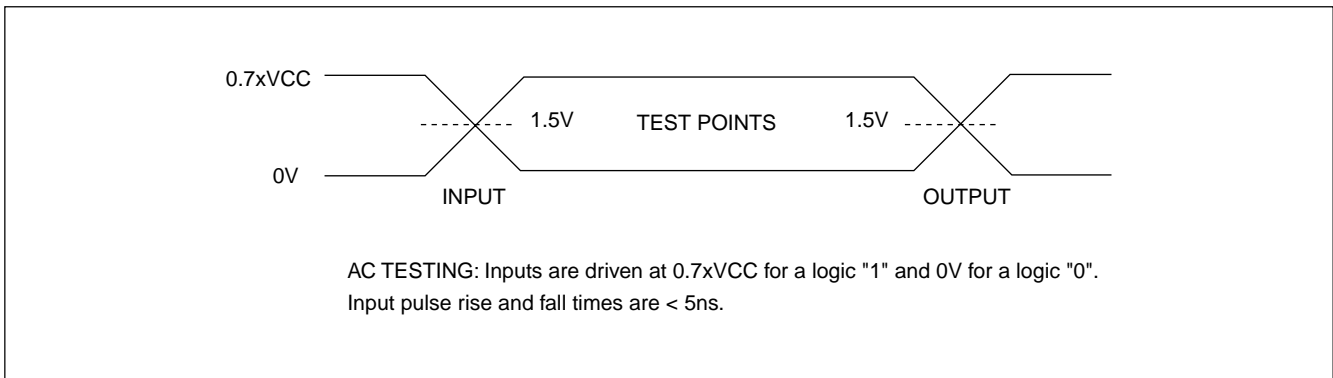 0.7xVCC
1.5V TEST POINTS 1.5V
0V
INPUT OUTPUT
AC TESTING: Inputs are driven at 0.7xVCC for a logic "1" and 0V for a logic "0".
Input pulse rise and fall times are < 5ns.